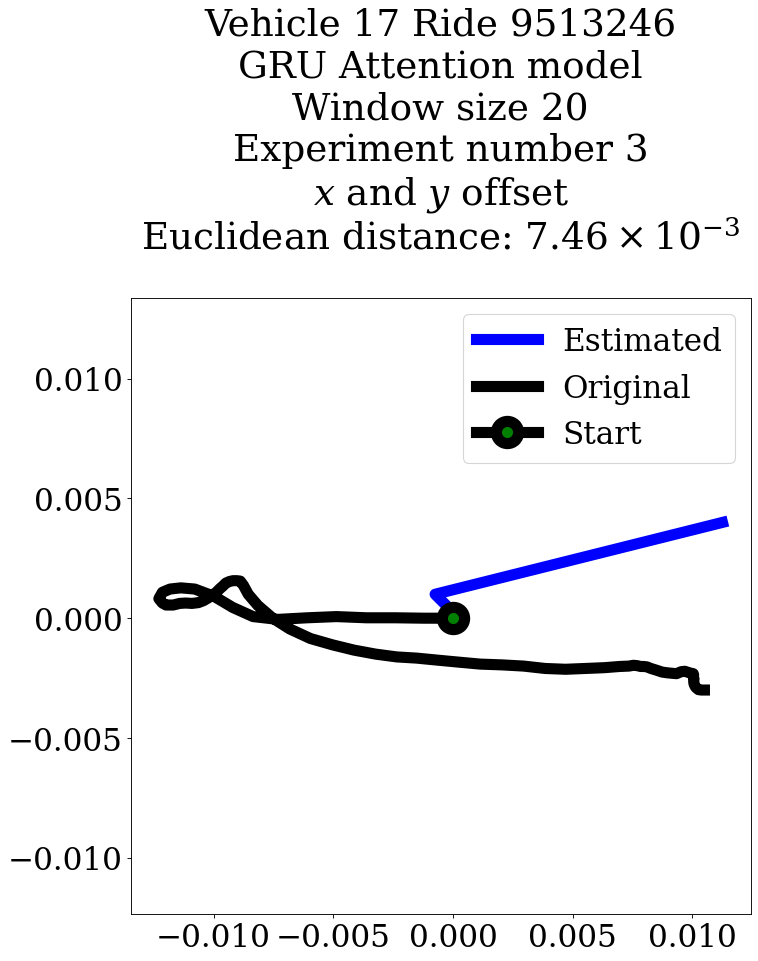 Vehicle 17 Ride 9513246
GRU Attention model
Window size 20
Experiment number 3
x and y offset
Euclidean distance: 7.46 × 10⁻³
Estimated
Original
Start
0.010
0.005
0.000
−0.005
−0.010
−0.010 −0.005 0.000 0.005 0.010